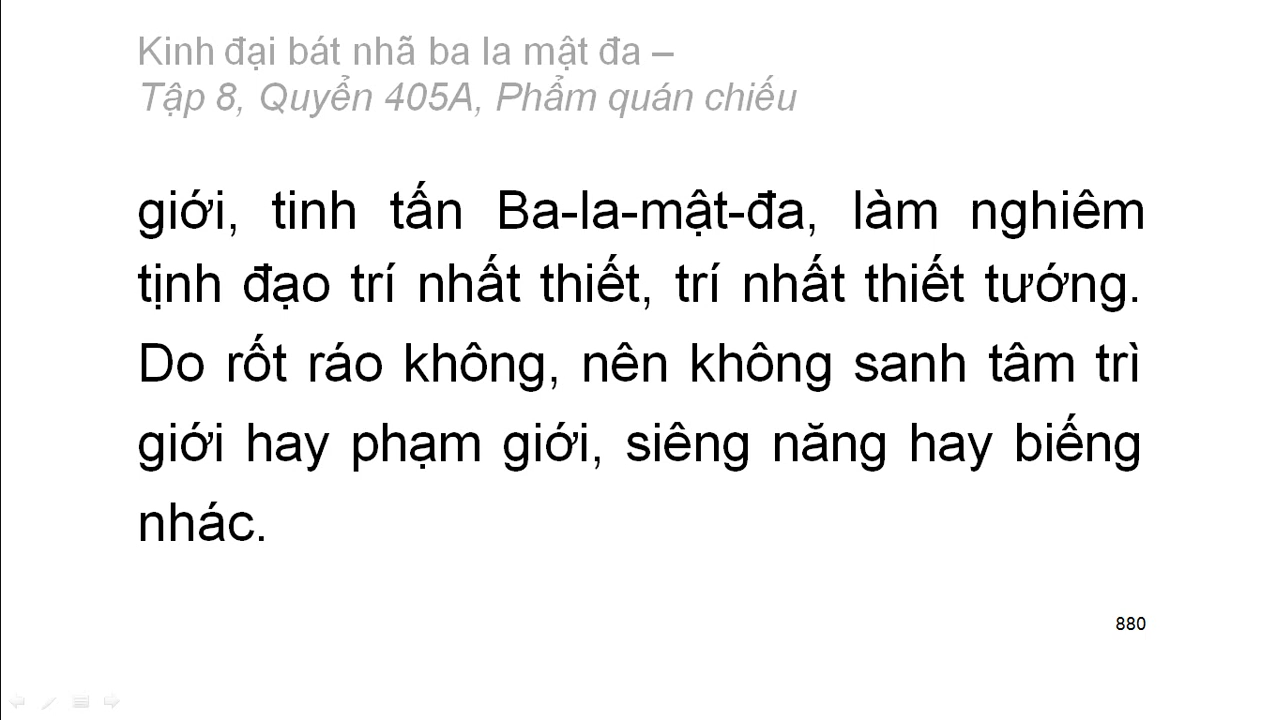 Kinh đại bát nhã ba la mật đa –
Tập 8, Quyển 405A, Phẩm quán chiếu
giới, tinh tấn Ba-la-mật-đa, làm nghiêm
tịnh đạo trí nhất thiết, trí nhất thiết tướng.
Do rốt ráo không, nên không sanh tâm trì
giới hay phạm giới, siêng năng hay biếng
nhác.
880